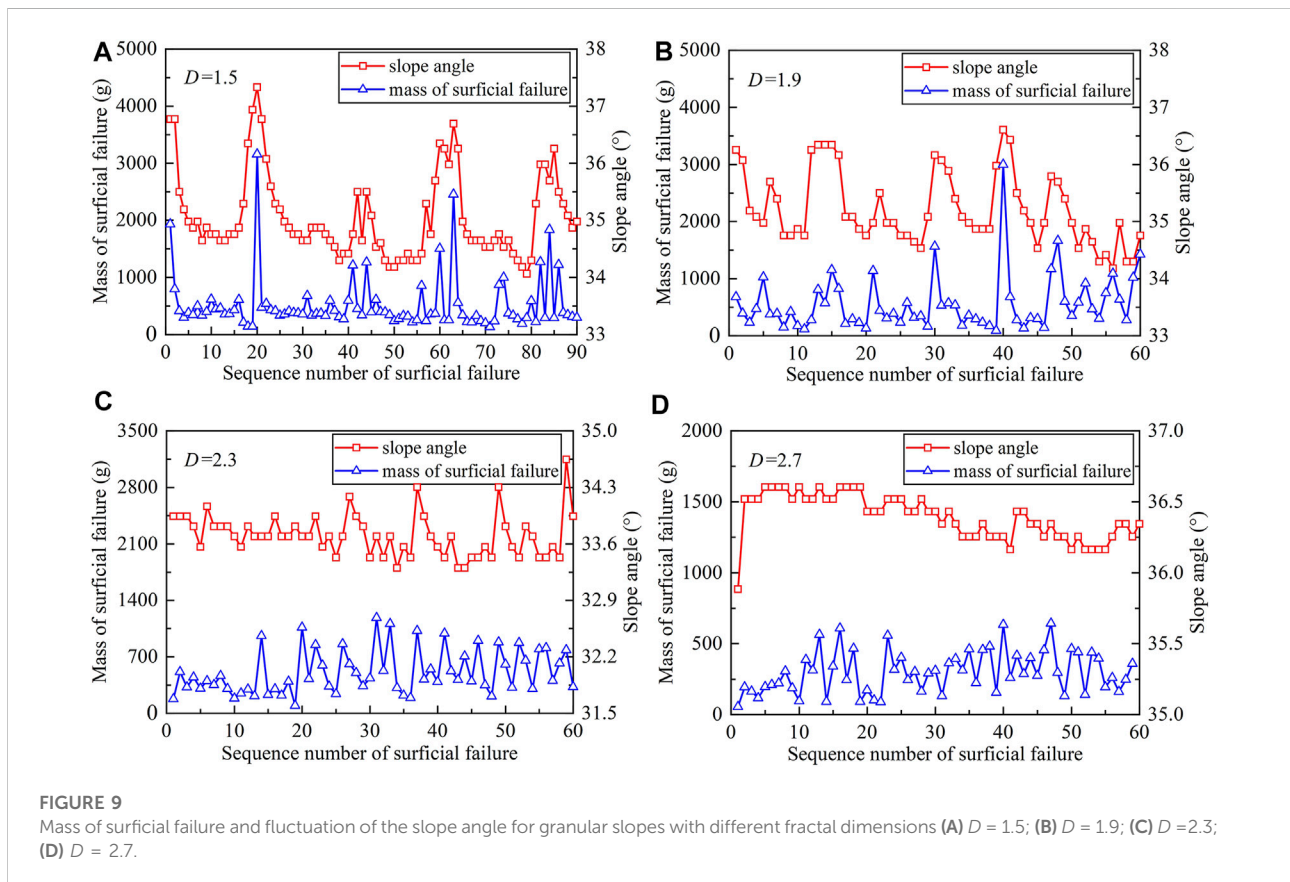 A
D=1.5
slope angle
mass of surficial failure
Mass of surficial failure (g)
5000
4000
3000
2000
1000
0
Slope angle (°)
38
37
36
35
34
33
0 10 20 30 40 50 60 70 80 90
Sequence number of surficial failure
B
D=1.9
slope angle
mass of surficial failure
Mass of surficial failure (g)
5000
4000
3000
2000
1000
0
Slope angle (°)
38
37
36
35
34
33
0 10 20 30 40 50 60
Sequence number of surficial failure
C
D=2.3
slope angle
mass of surficial failure
Mass of surficial failure (g)
3500
2800
2100
1400
700
0
Slope angle (°)
35.0
34.3
33.6
32.9
32.2
31.5
0 10 20 30 40 50 60
Sequence number of surficial failure
D
D=2.7
slope angle
mass of surficial failure
Mass of surficial failure (g)
2000
1500
1000
500
0
Slope angle (°)
37.0
36.5
36.0
35.5
35.0
0 10 20 30 40 50 60
Sequence number of surficial failure
FIGURE 9
Mass of surficial failure and fluctuation of the slope angle for granular slopes with different fractal dimensions (A) D = 1.5; (B) D = 1.9; (C) D =2.3;
(D) D = 2.7.